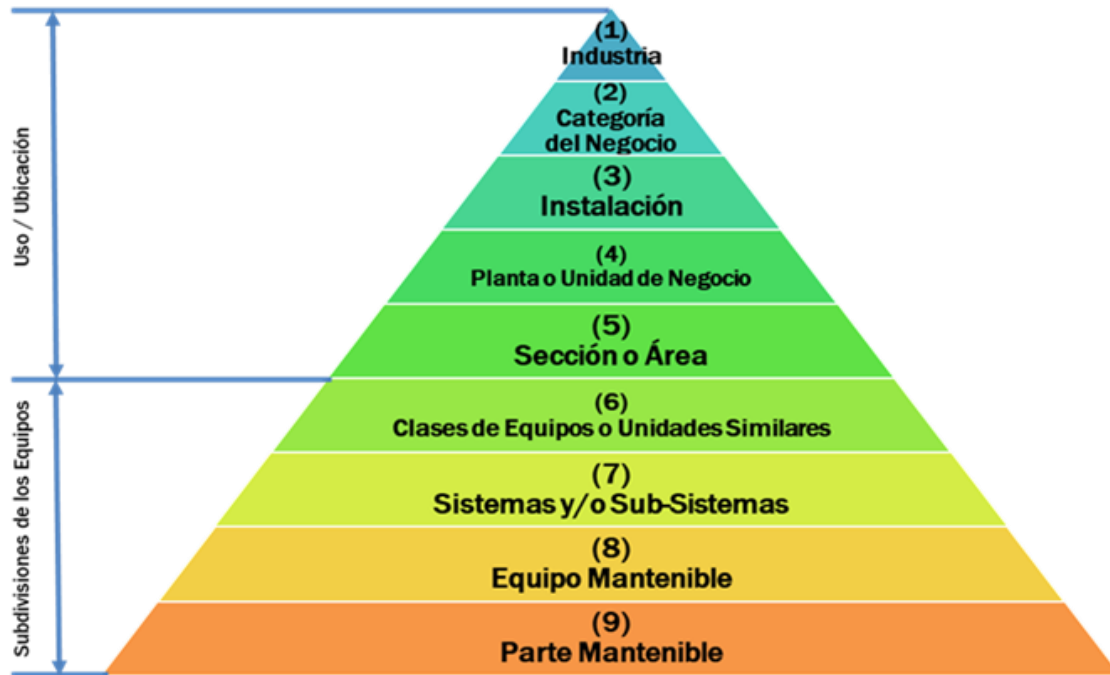 (1)
Industria
(2)
Categoría
del Negocio
(3)
Instalación
(4)
Planta o Unidad de Negocio
(5)
Sección o Área
(6)
Clases de Equipos o Unidades Similares
(7)
Sistemas y/o Sub-Sistemas
(8)
Equipo Mantenible
(9)
Parte Mantenible
Uso / Ubicación
Subdivisiones de los Equipos